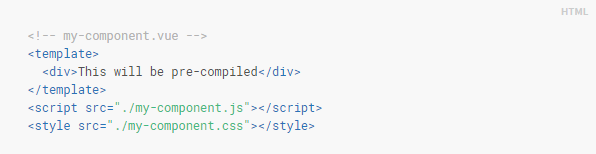 HTML
<!-- my-component.vue -->
<template>
  <div>This will be pre-compiled</div>
</template>
<script src="./my-component.js"></script>
<style src="./my-component.css"></style>